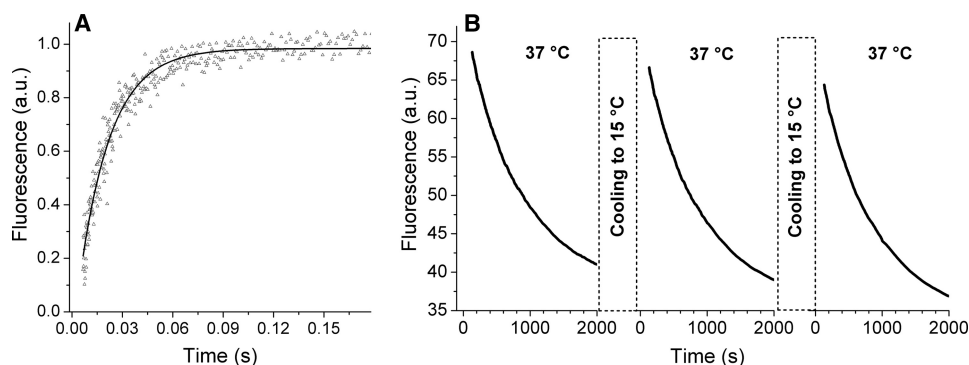 A
Fluorescence (a.u.)
1.0
0.8
0.6
0.4
0.2
0.0
0.00 0.03 0.06 0.09 0.12 0.15
Time (s)
B
Fluorescence (a.u.)
70
65
60
55
50
45
40
35
37 °C
Cooling to 15 °C
37 °C
Cooling to 15 °C
37 °C
0 1000 2000 0 1000 2000 0 1000 2000
Time (s)